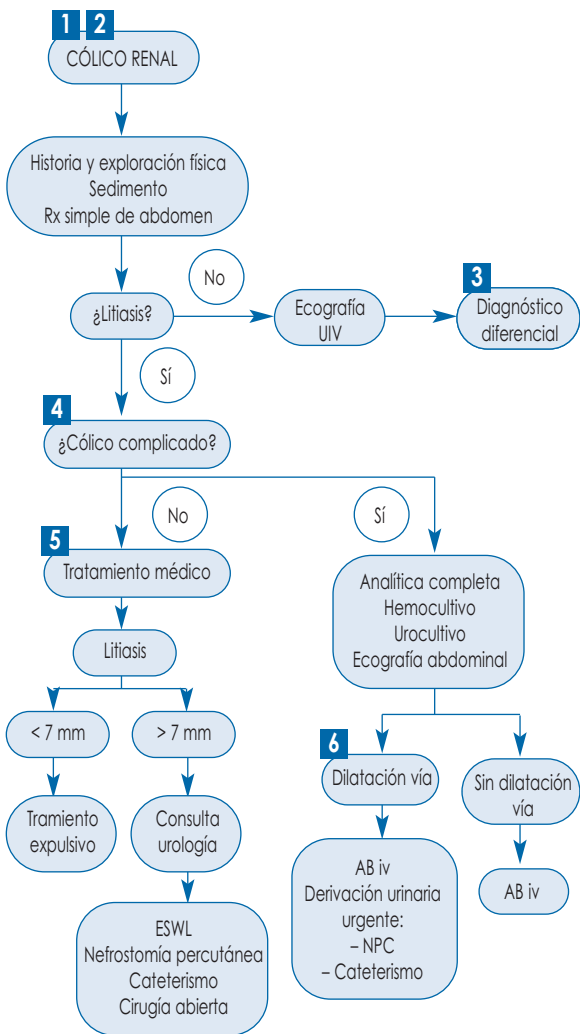 1 2
CÓLICO RENAL
Historia y exploración física
Sedimento
Rx simple de abdomen
No
¿Litiasis?
Ecografía
UIV
3
Diagnóstico
diferencial
Sí
4
¿Cólico complicado?
No
Sí
5
Tratamiento médico
Analítica completa
Hemocultivo
Urocultivo
Ecografía abdominal
Litiasis
< 7 mm
> 7 mm
6
Dilatación vía
Sin dilatación
vía
Tramiento
expulsivo
Consulta
urología
AB iv
Derivación urinaria
urgente:
– NPC
– Cateterismo
AB iv
ESWL
Nefrostomía percutánea
Cateterismo
Cirugía abierta